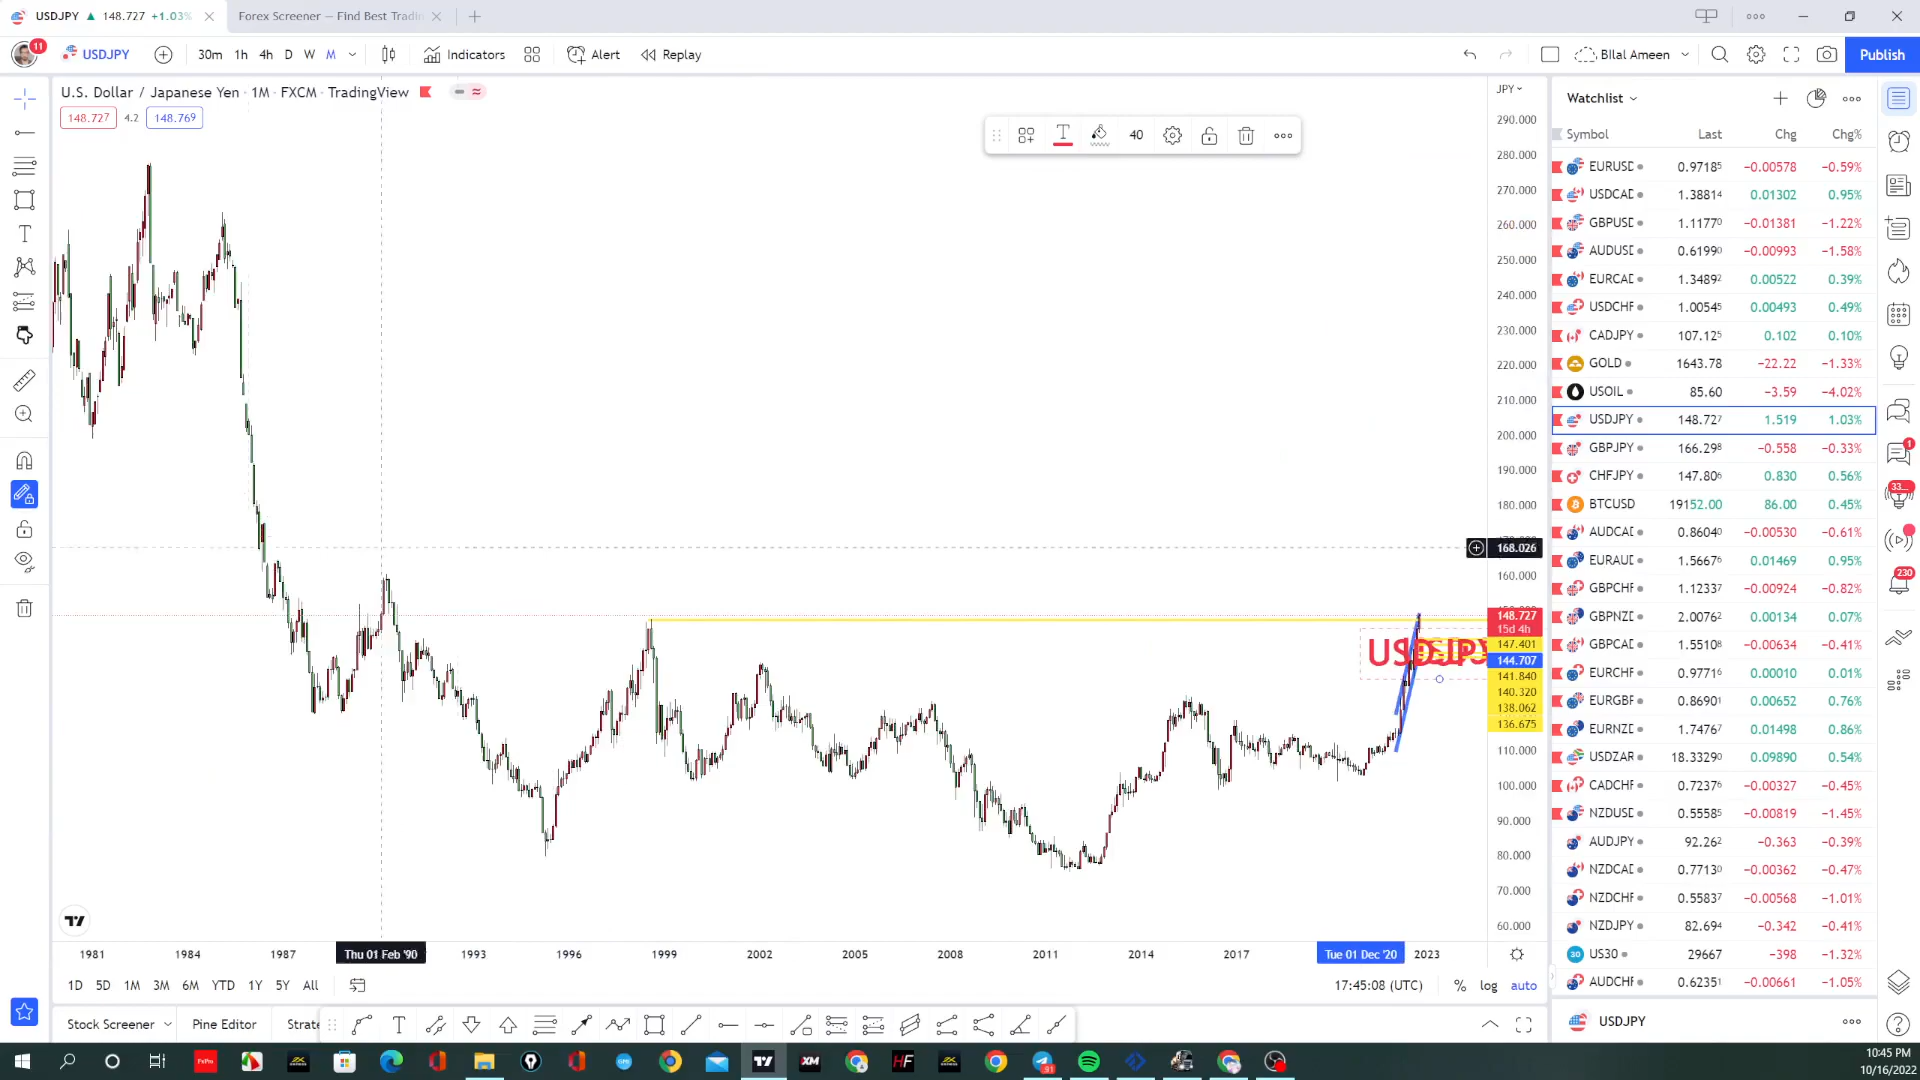 USDJPY ▲ 148.727 +1.03%
Forex Screener — Find Best Tradin
11
USDJPY
30m 1h 4h D W M
Indicators
Alert
Replay
BIlal Ameen
Publish
U.S. Dollar / Japanese Yen · 1M · FXCM · TradingView
148.727 4.2 148.769
JPY
40
290.000
280.000
270.000
260.000
250.000
240.000
230.000
220.000
210.000
200.000
190.000
180.000
168.026
160.000
148.727
15d 4h
147.401
144.707
141.840
140.320
138.062
136.675
110.000
100.000
90.000
80.000
70.000
60.000
1981 1984 1987 Thu 01 Feb '90 1993 1996 1999 2002 2005 2008 2011 2014 2017 Tue 01 Dec '20 2023
1D 5D 1M 3M 6M YTD 1Y 5Y All
17:45:08 (UTC) % log auto
Stock Screener Pine Editor Strate
Watchlist
Symbol Last Chg Chg%
EURUSD 0.97185 −0.00578 −0.59%
USDCAD 1.38814 0.01302 0.95%
GBPUSD 1.11770 −0.01381 −1.22%
AUDUSD 0.61990 −0.00993 −1.58%
EURCAD 1.34892 0.00522 0.39%
USDCHF 1.00545 0.00493 0.49%
CADJPY 107.125 0.102 0.10%
GOLD 1643.78 −22.22 −1.33%
USOIL 85.60 −3.59 −4.02%
USDJPY 148.727 1.519 1.03%
GBPJPY 166.298 −0.558 −0.33%
CHFJPY 147.806 0.830 0.56%
BTCUSD 19152.00 86.00 0.45%
AUDCAD 0.86040 −0.00530 −0.61%
EURAUD 1.56676 0.01469 0.95%
GBPCHF 1.12337 −0.00924 −0.82%
GBPNZD 2.00762 0.00134 0.07%
GBPCAD 1.55108 −0.00634 −0.41%
EURCHF 0.97716 0.00010 0.01%
EURGBP 0.86901 0.00652 0.76%
EURNZD 1.74767 0.01498 0.86%
USDZAR 18.33290 0.09890 0.54%
CADCHF 0.72376 −0.00327 −0.45%
NZDUSD 0.55585 −0.00819 −1.45%
AUDJPY 92.262 −0.363 −0.39%
NZDCAD 0.77130 −0.00362 −0.47%
NZDCHF 0.55837 −0.00568 −1.01%
NZDJPY 82.694 −0.342 −0.41%
US30 29667 −398 −1.32%
AUDCHF 0.62351 −0.00661 −1.05%
USDJPY
1
33...
230
10:45 PM
10/16/2022